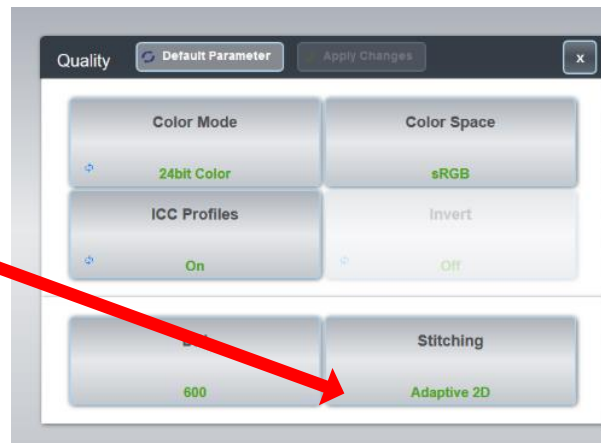 Quality Default Parameter Apply Changes x
Color Mode Color Space
24bit Color sRGB
ICC Profiles Invert
On Off
Stitching
600 Adaptive 2D